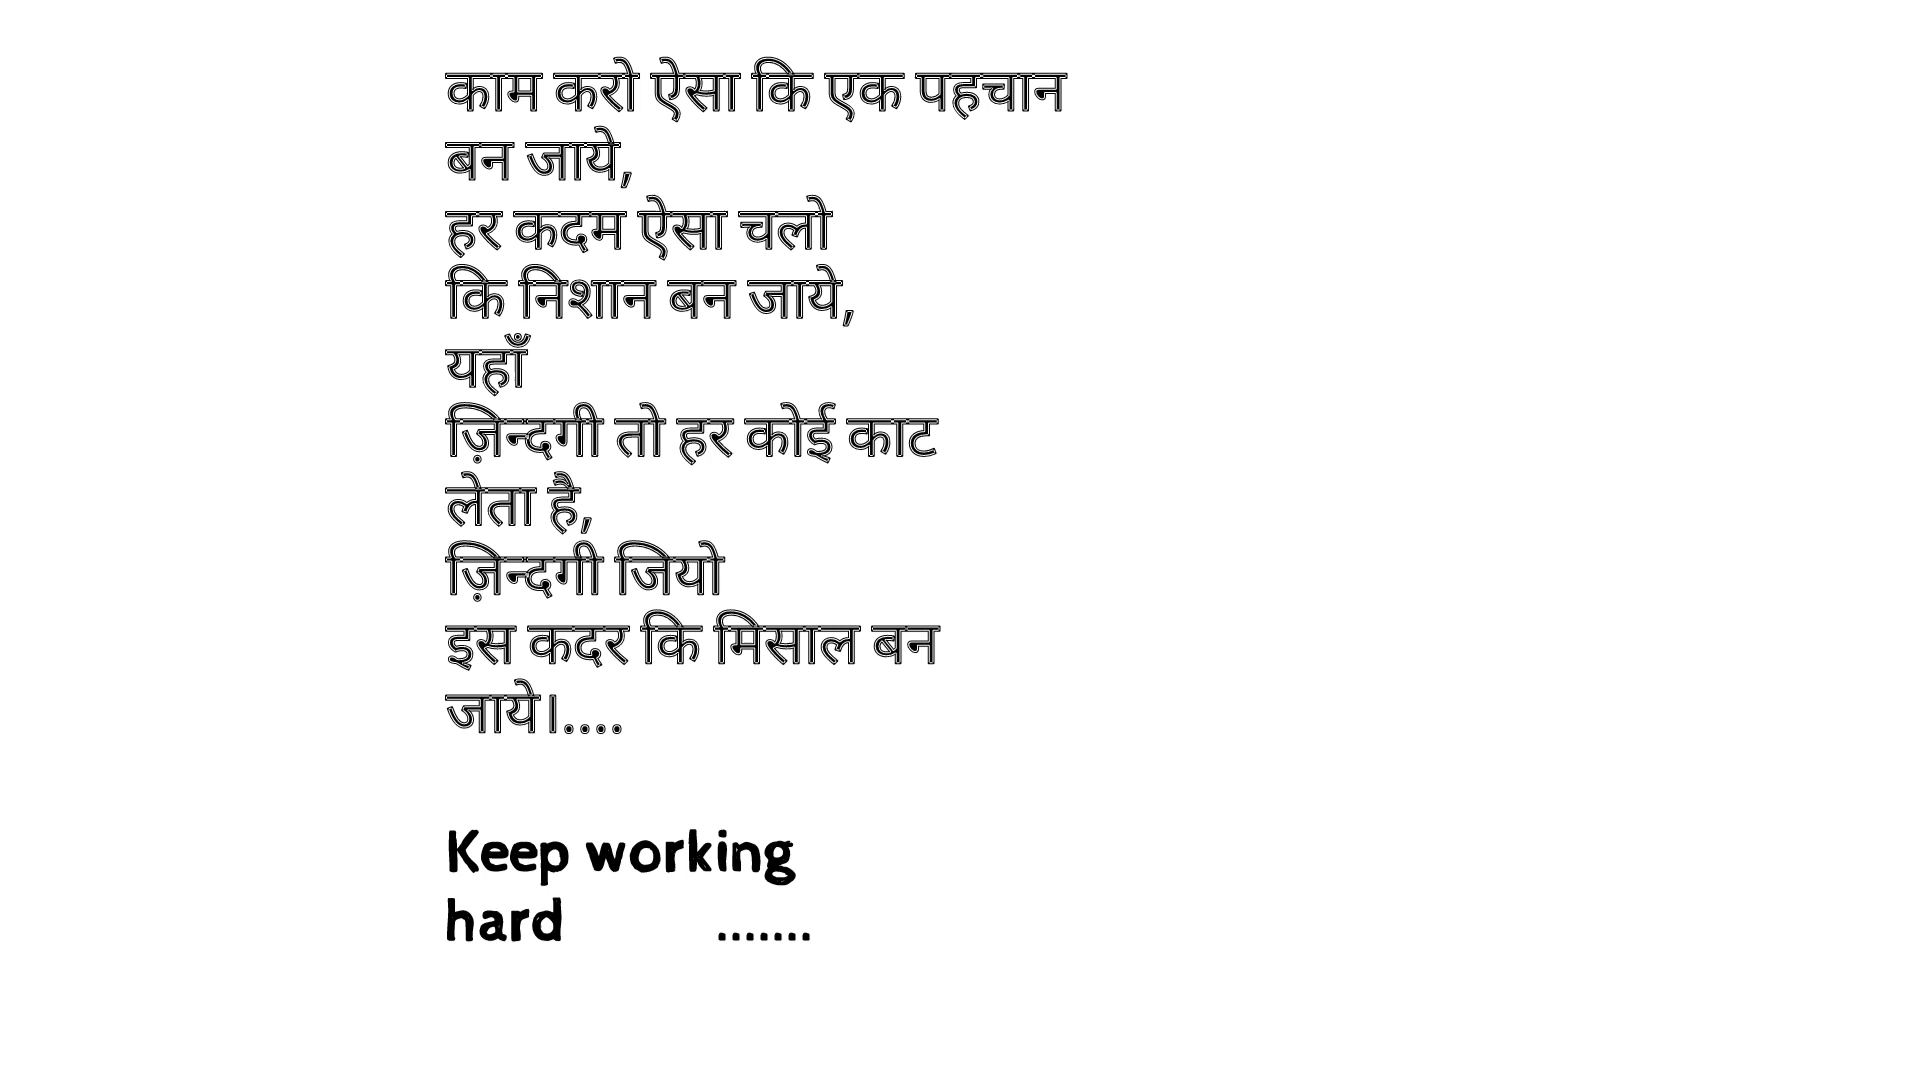 काम करो ऐसा कि एक पहचान
बन जाये,
हर कदम ऐसा चलो
कि निशान बन जाये,
यहाँ
ज़िन्दगी तो हर कोई काट
लेता है,
ज़िन्दगी जियो
इस कदर कि मिसाल बन
जाये।....
Keep working
hard .......